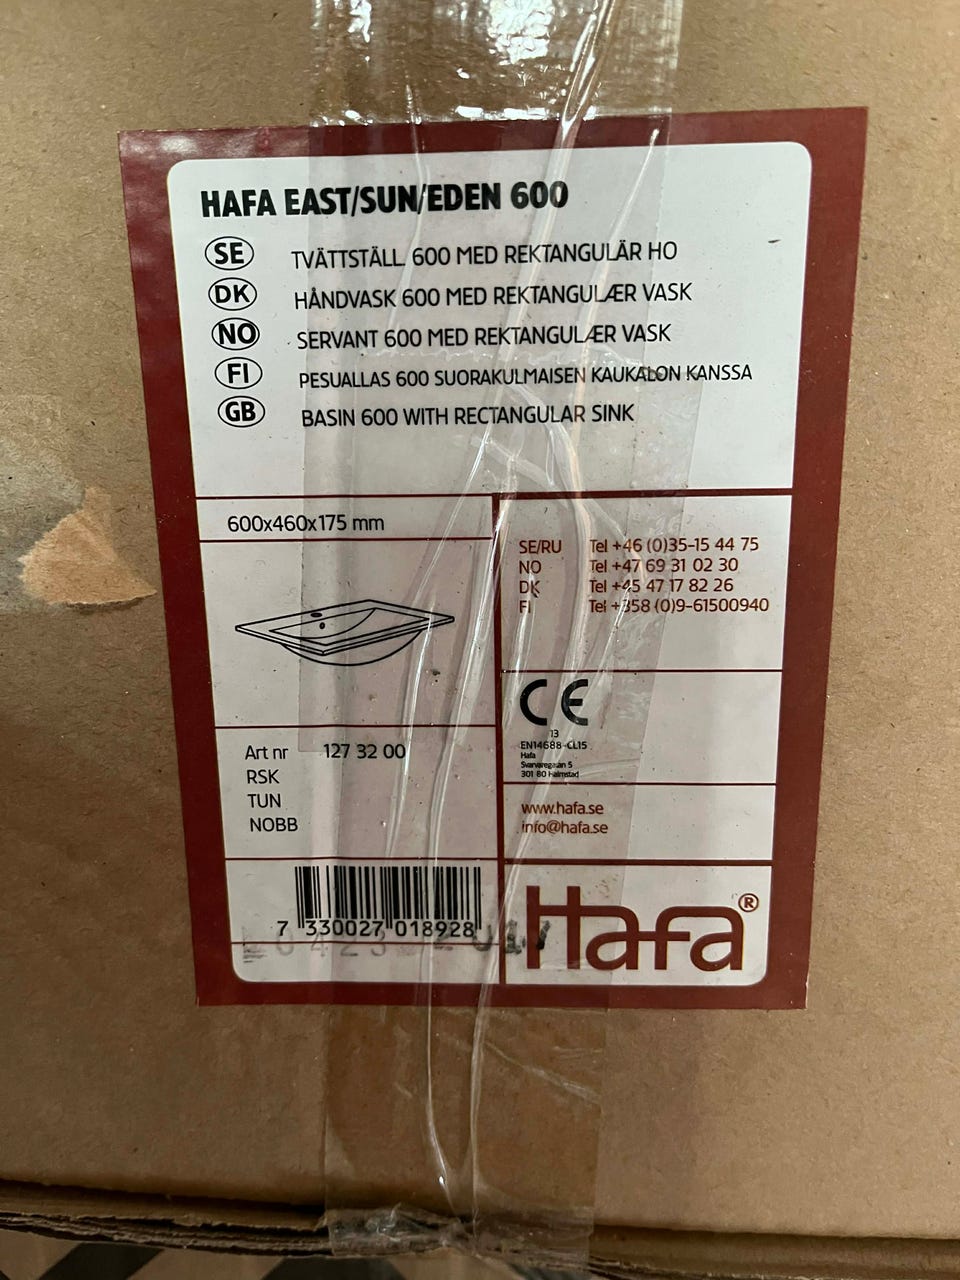 HAFA EAST/SUN/EDEN 600
SE TVÄTTSTÄLL 600 MED REKTANGULÄR HO
DK HÅNDVASK 600 MED REKTANGULÆR VASK
NO SERVANT 600 MED REKTANGULÆR VASK
FI PESUALLAS 600 SUORAKULMAISEN KAUKALON KANSSA
GB BASIN 600 WITH RECTANGULAR SINK
600x460x175 mm
SE/RU Tel +46 (0)35-15 44 75
NO Tel +47 69 31 02 30
DK Tel +45 47 17 82 26
FI Tel +358 (0)9-61500940
CE
13
EN14688-CL15
Hafa
Svarvaregatan 5
301 80 Halmstad
Art nr 127 32 00
RSK
TUN
NOBB
www.hafa.se
info@hafa.se
7 330027 018928
Hafa®